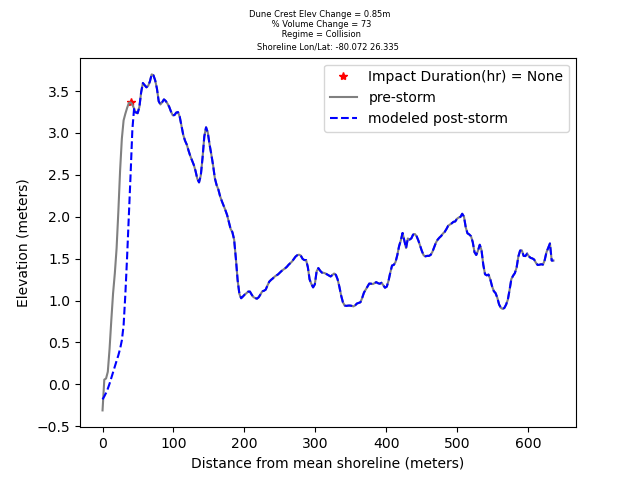 Dune Crest Elev Change = 0.85m
% Volume Change = 73
Regime = Collision
Shoreline Lon/Lat: -80.072 26.335
Impact Duration(hr) = None
pre-storm
modeled post-storm
Elevation (meters)
3.5
3.0
2.5
2.0
1.5
1.0
0.5
0.0
−0.5
0 100 200 300 400 500 600
Distance from mean shoreline (meters)